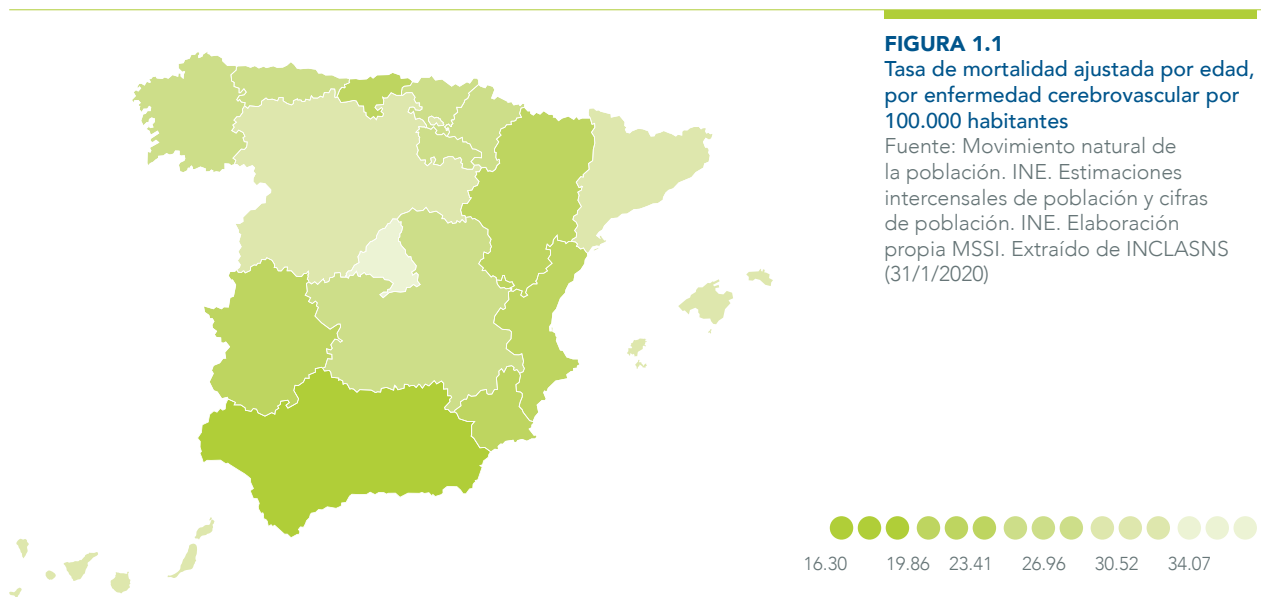 FIGURA 1.1
Tasa de mortalidad ajustada por edad,
por enfermedad cerebrovascular por
100.000 habitantes
Fuente: Movimiento natural de
la población. INE. Estimaciones
intercensales de población y cifras
de población. INE. Elaboración
propia MSSI. Extraído de INCLASNS
(31/1/2020)
16.30 19.86 23.41 26.96 30.52 34.07